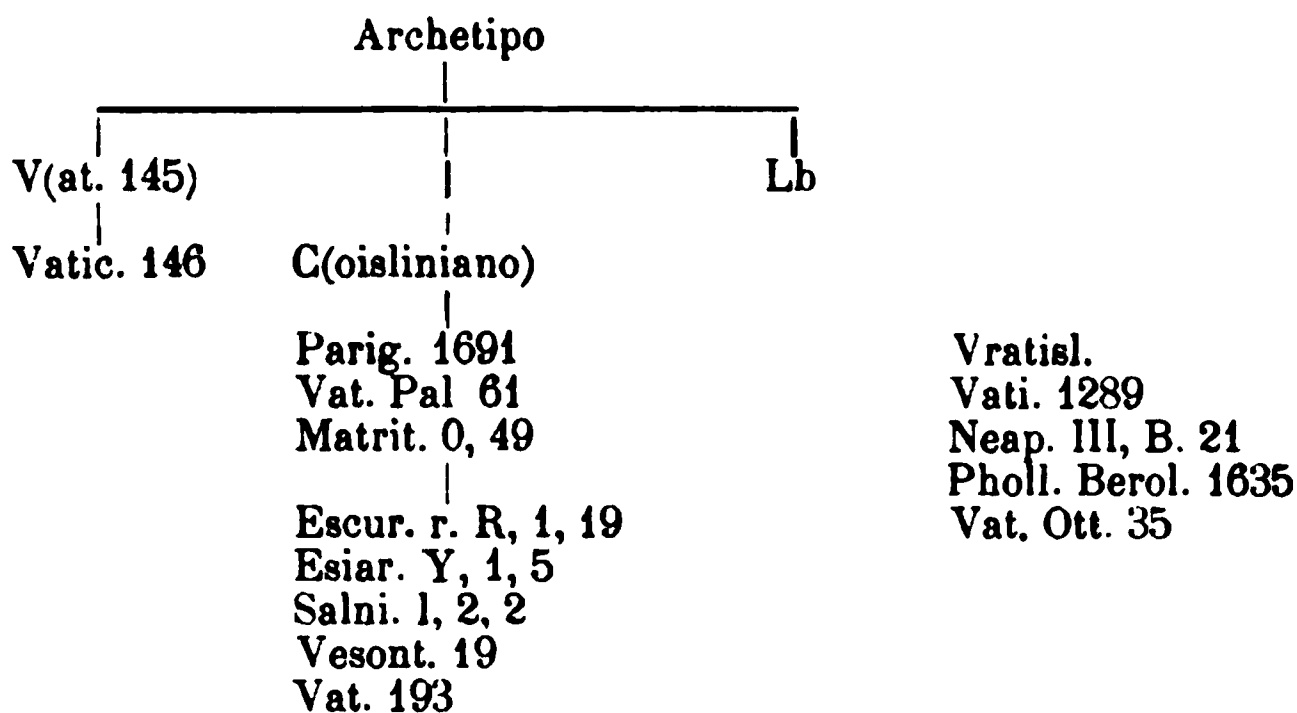 Archetipo
V(at. 145)
Lb
Vatic. 146
C(oisliniano)
Parig. 1691
Vat. Pal 61
Matrit. O, 49
Escur. r. R, 1, 19
Esiar. Y, 1, 5
Salni. 1, 2, 2
Vesont. 19
Vat. 193
Vratisl.
Vati. 1289
Neap. III, B. 21
Pholl. Berol. 1635
Vat. Ott. 35